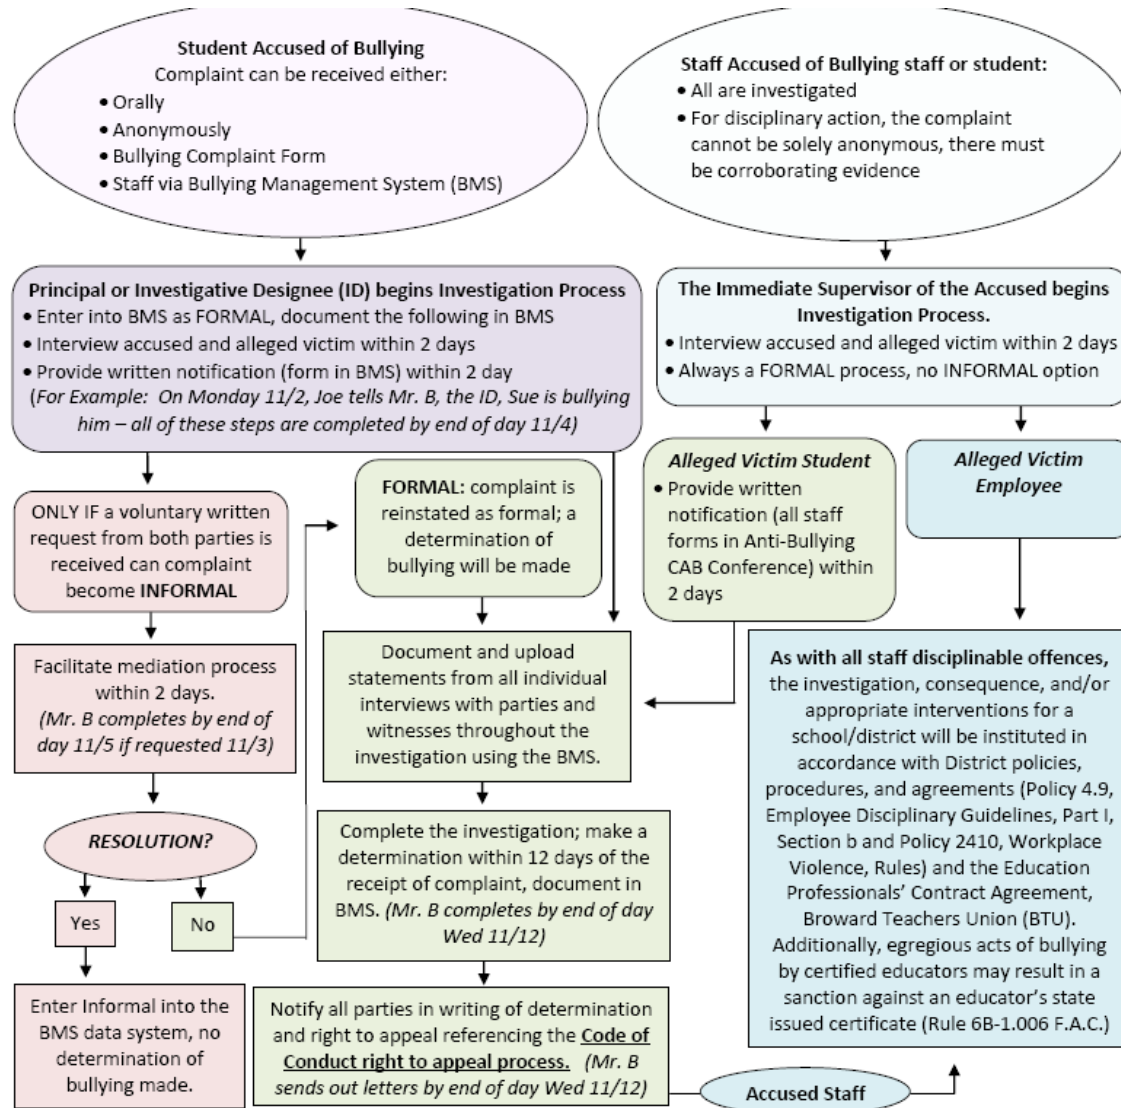 Student Accused of Bullying
Complaint can be received either:
• Orally
• Anonymously
• Bullying Complaint Form
• Staff via Bullying Management System (BMS)
Staff Accused of Bullying staff or student:
• All are investigated
• For disciplinary action, the complaint
cannot be solely anonymous, there must
be corroborating evidence
Principal or Investigative Designee (ID) begins Investigation Process
• Enter into BMS as FORMAL, document the following in BMS
• Interview accused and alleged victim within 2 days
• Provide written notification (form in BMS) within 2 day
(For Example: On Monday 11/2, Joe tells Mr. B, the ID, Sue is bullying
him – all of these steps are completed by end of day 11/4)
The Immediate Supervisor of the Accused begins
Investigation Process.
• Interview accused and alleged victim within 2 days
• Always a FORMAL process, no INFORMAL option
ONLY IF a voluntary written
request from both parties is
received can complaint
become INFORMAL
FORMAL: complaint is
reinstated as formal; a
determination of
bullying will be made
Alleged Victim Student
• Provide written
notification (all staff
forms in Anti-Bullying
CAB Conference) within
2 days
Alleged Victim
Employee
Facilitate mediation process
within 2 days.
(Mr. B completes by end of
day 11/5 if requested 11/3)
Document and upload
statements from all individual
interviews with parties and
witnesses throughout the
investigation using the BMS.
As with all staff disciplinable offences,
the investigation, consequence, and/or
appropriate interventions for a
school/district will be instituted in
accordance with District policies,
procedures, and agreements (Policy 4.9,
Employee Disciplinary Guidelines, Part I,
Section b and Policy 2410, Workplace
Violence, Rules) and the Education
Professionals' Contract Agreement,
Broward Teachers Union (BTU).
Additionally, egregious acts of bullying
by certified educators may result in a
sanction against an educator's state
issued certificate (Rule 6B-1.006 F.A.C.)
RESOLUTION?
Yes
No
Complete the investigation; make a
determination within 12 days of the
receipt of complaint, document in
BMS. (Mr. B completes by end of day
Wed 11/12)
Enter Informal into the
BMS data system, no
determination of
bullying made.
Notify all parties in writing of determination
and right to appeal referencing the Code of
Conduct right to appeal process. (Mr. B
sends out letters by end of day Wed 11/12)
Accused Staff